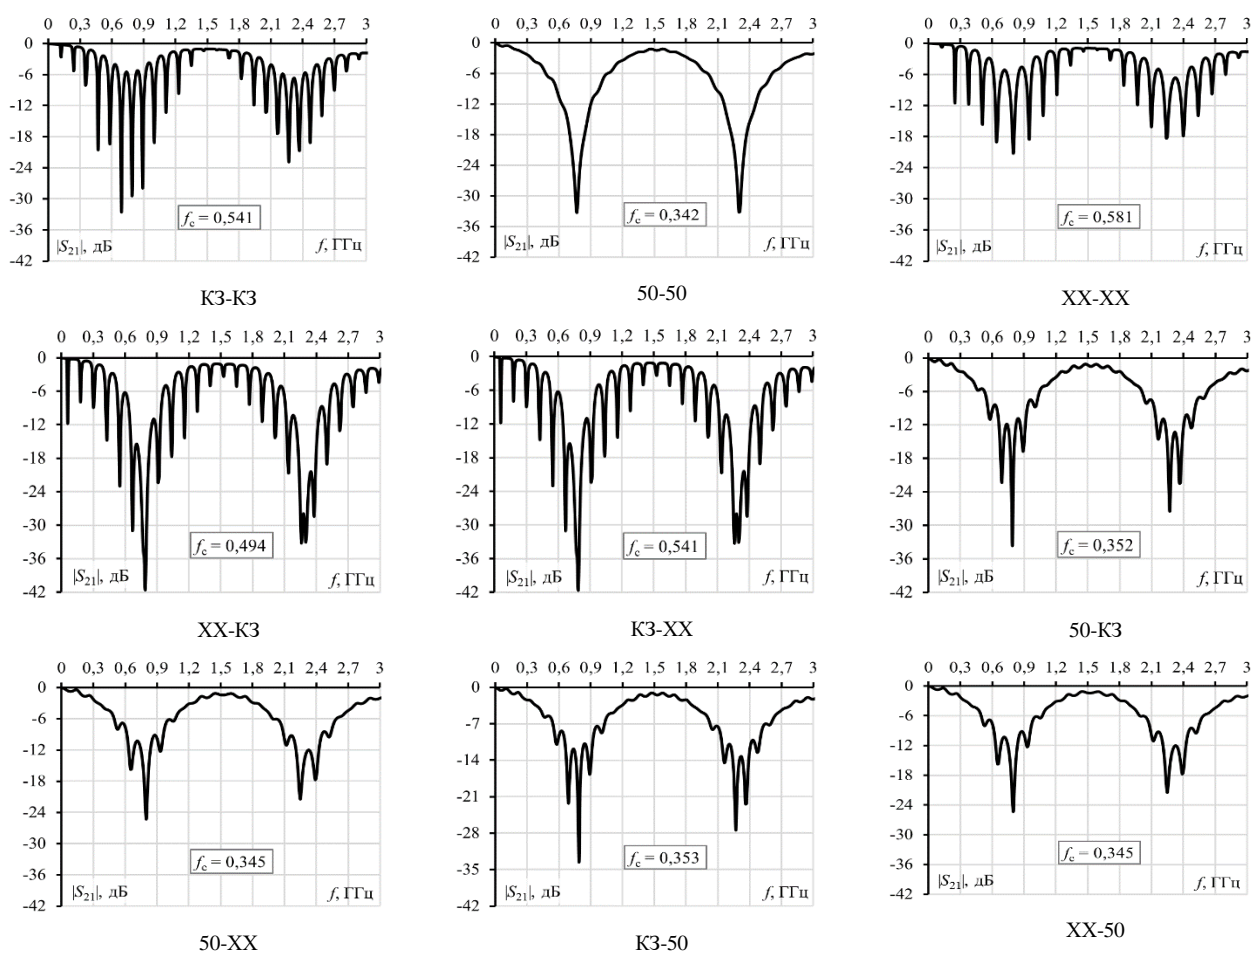 0 0,3 0,6 0,9 1,2 1,5 1,8 2,1 2,4 2,7 3
0
-6
-12
-18
-24
-30
-36
-42
fc = 0,541
|S21|, дБ
f, ГГц
КЗ-КЗ
0 0,3 0,6 0,9 1,2 1,5 1,8 2,1 2,4 2,7 3
0
-6
-12
-18
-24
-30
-36
-42
fc = 0,342
|S21|, дБ
f, ГГц
50-50
0 0,3 0,6 0,9 1,2 1,5 1,8 2,1 2,4 2,7 3
0
-6
-12
-18
-24
-30
-36
-42
fc = 0,581
|S21|, дБ
f, ГГц
ХХ-ХХ
0 0,3 0,6 0,9 1,2 1,5 1,8 2,1 2,4 2,7 3
0
-6
-12
-18
-24
-30
-36
-42
fc = 0,494
|S21|, дБ
f, ГГц
ХХ-КЗ
0 0,3 0,6 0,9 1,2 1,5 1,8 2,1 2,4 2,7 3
0
-6
-12
-18
-24
-30
-36
-42
fc = 0,541
|S21|, дБ
f, ГГц
КЗ-ХХ
0 0,3 0,6 0,9 1,2 1,5 1,8 2,1 2,4 2,7 3
0
-6
-12
-18
-24
-30
-36
-42
fc = 0,352
|S21|, дБ
f, ГГц
50-КЗ
0 0,3 0,6 0,9 1,2 1,5 1,8 2,1 2,4 2,7 3
0
-6
-12
-18
-24
-30
-36
-42
fc = 0,345
|S21|, дБ
f, ГГц
50-ХХ
0 0,3 0,6 0,9 1,2 1,5 1,8 2,1 2,4 2,7 3
0
-7
-14
-21
-28
-35
-42
fc = 0,353
|S21|, дБ
f, ГГц
КЗ-50
0 0,3 0,6 0,9 1,2 1,5 1,8 2,1 2,4 2,7 3
0
-6
-12
-18
-24
-30
-36
-42
fc = 0,345
|S21|, дБ
f, ГГц
ХХ-50